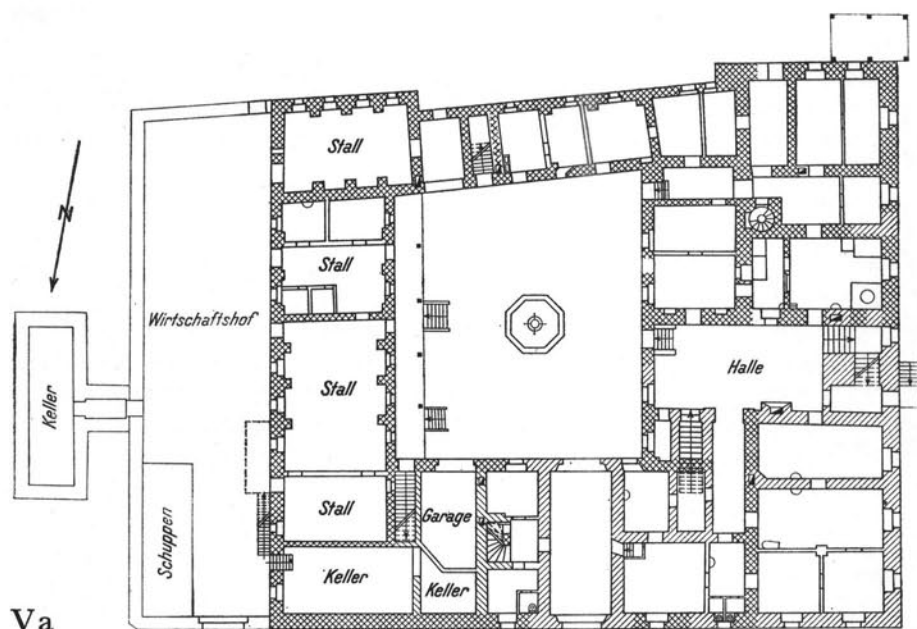 Stall
N
Stall
Wirtschaftshof
Keller
Stall
Halle
Stall
Garage
Schuppen
Keller
Keller
Va